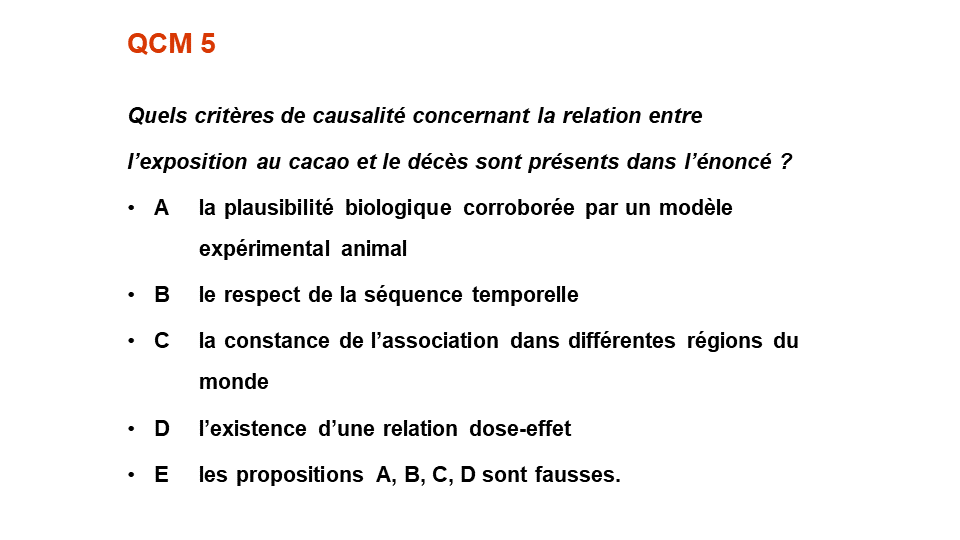 QCM 5
Quels critères de causalité concernant la relation entre
l’exposition au cacao et le décès sont présents dans l’énoncé ?
• A la plausibilité biologique corroborée par un modèle
expérimental animal
• B le respect de la séquence temporelle
• C la constance de l’association dans différentes régions du
monde
• D l’existence d’une relation dose-effet
• E les propositions A, B, C, D sont fausses.